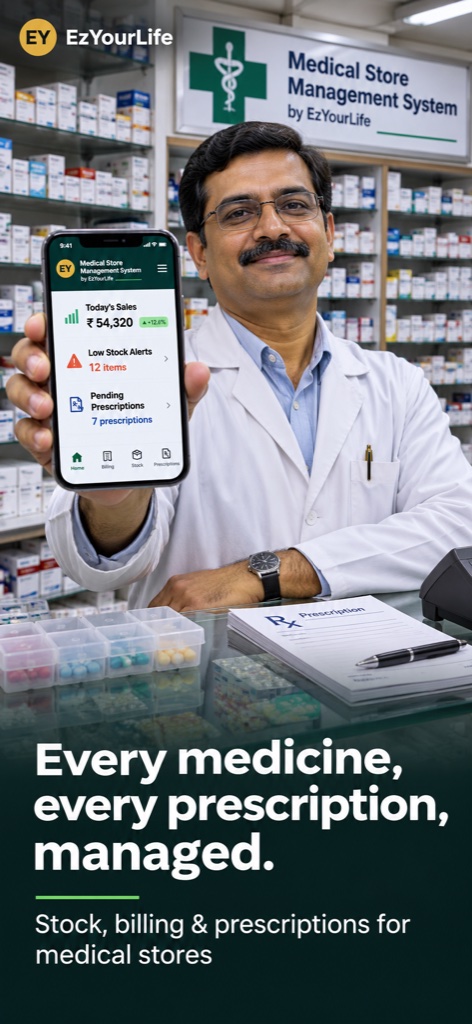 EY EzYourLife
Medical Store
Management System
by EzYourLife
9:41
EY
Medical Store
Management System
by EzYourLife
Today's Sales
₹ 54,320
▲ +12.6%
Low Stock Alerts
12 items
Pending
Prescriptions
7 prescriptions
Home
Billing
Stock
Prescriptions
Rx Prescription
Every medicine,
every prescription,
managed.
Stock, billing & prescriptions for
medical stores